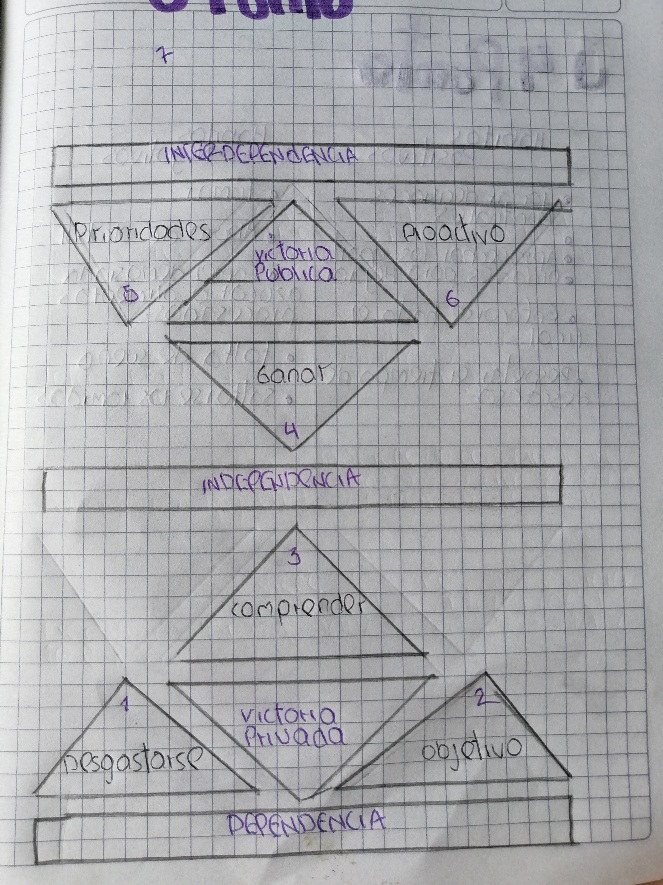 7
INTERDEPENDENCIA
Prioridades
Proactivo
victoria
Publica
5
6
Ganar
4
INDEPENDENCIA
3
comprender
1
2
victoria
Privada
Desgastarse
objetivo
DEPENDENCIA